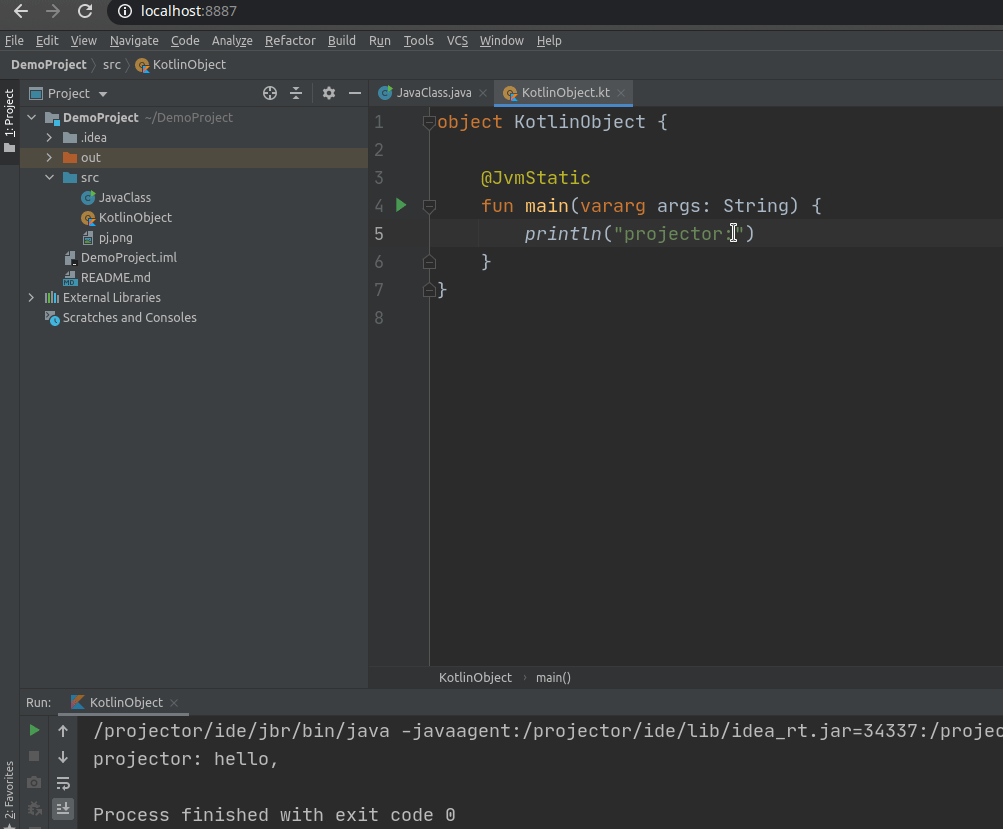 localhost:8887
File Edit View Navigate Code Analyze Refactor Build Run Tools VCS Window Help
DemoProject src KotlinObject
1: Project
Project
DemoProject ~/DemoProject
.idea
out
src
JavaClass
KotlinObject
pj.png
DemoProject.iml
README.md
External Libraries
Scratches and Consoles
JavaClass.java KotlinObject.kt
1 object KotlinObject {
2
3 @JvmStatic
4 fun main(vararg args: String) {
5 println("projector:")
6 }
7 }
8
KotlinObject main()
Run: KotlinObject
/projector/ide/jbr/bin/java -javaagent:/projector/ide/lib/idea_rt.jar=34337:/projec
projector: hello,
Process finished with exit code 0
2: Favorites